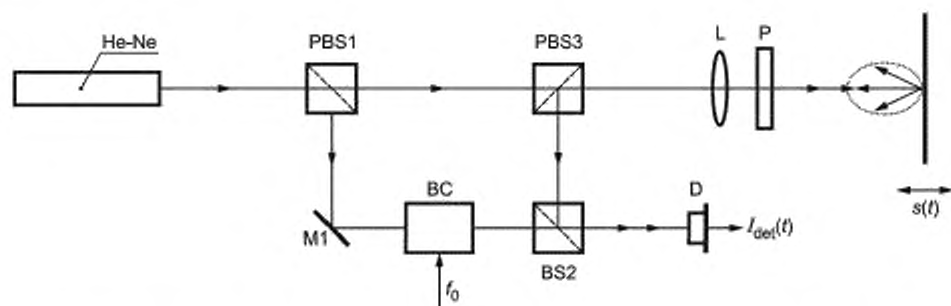 He-Ne
PBS1
PBS3
L
P
M1
BC
f0
BS2
D
Idet(t)
s(t)